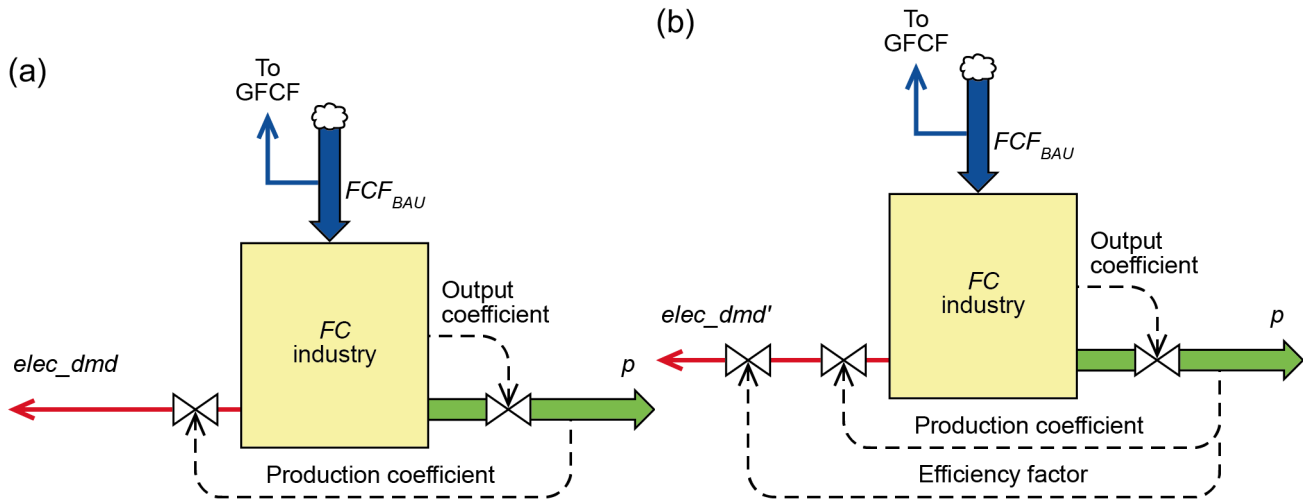 (a)
To
GFCF
FCF_BAU
FC
industry
Output
coefficient
elec_dmd
p
Production coefficient
(b)
To
GFCF
FCF_BAU
FC
industry
Output
coefficient
elec_dmd'
p
Production coefficient
Efficiency factor